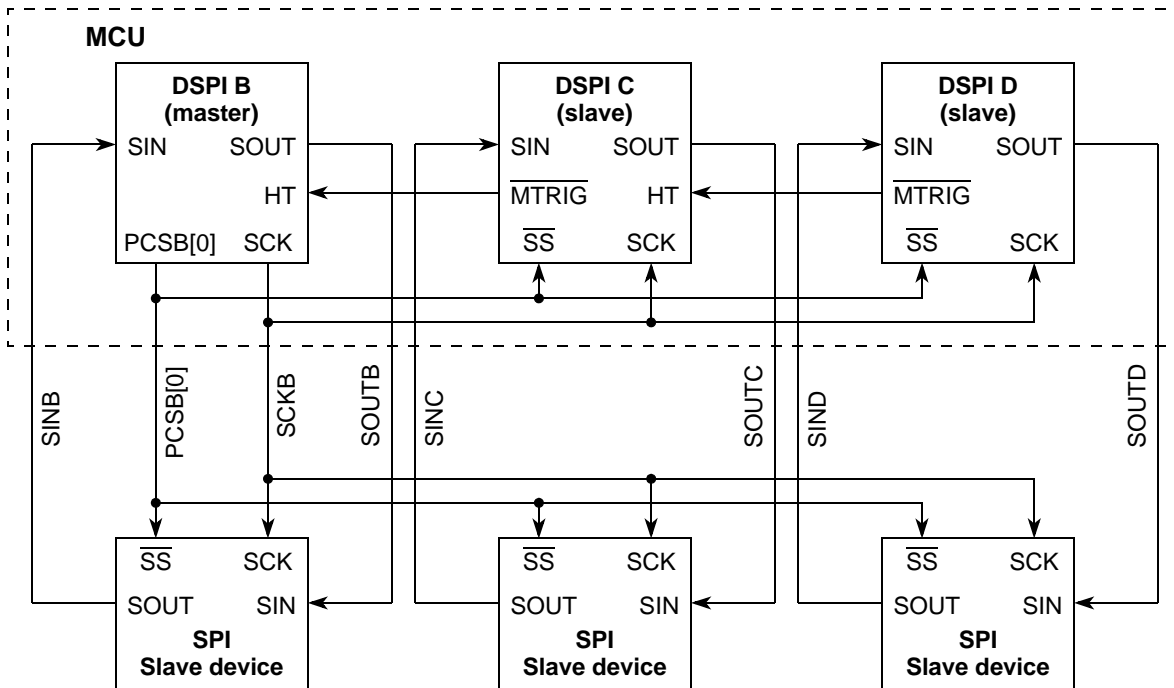 MCU
DSPI B
(master)
SIN SOUT
HT
PCSB[0] SCK
DSPI C
(slave)
SIN SOUT
MTRIG HT
SS SCK
DSPI D
(slave)
SIN SOUT
MTRIG
SS SCK
SINB
PCSB[0]
SCKB
SOUTB
SINC
SOUTC
SIND
SOUTD
SS SCK
SOUT SIN
SPI
Slave device
SS SCK
SOUT SIN
SPI
Slave device
SS SCK
SOUT SIN
SPI
Slave device